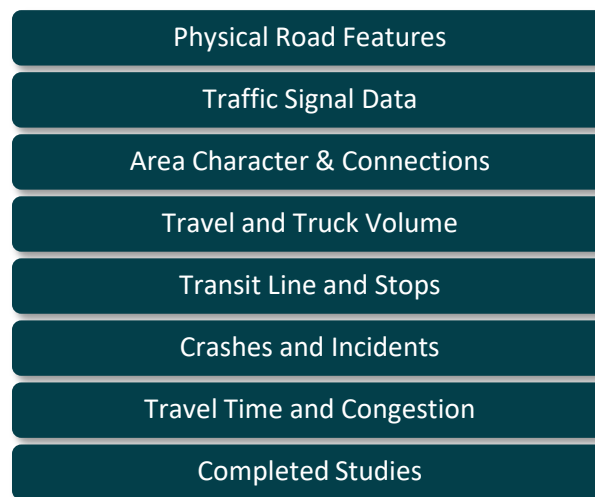 Physical Road Features
Traffic Signal Data
Area Character & Connections
Travel and Truck Volume
Transit Line and Stops
Crashes and Incidents
Travel Time and Congestion
Completed Studies